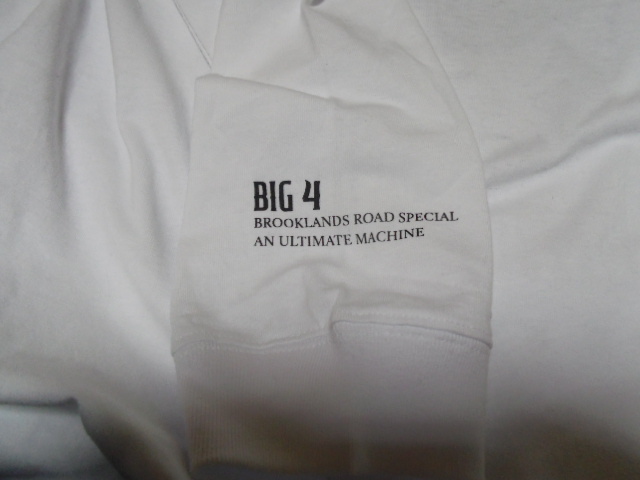 BIG 4
BROOKLANDS ROAD SPECIAL
AN ULTIMATE MACHINE